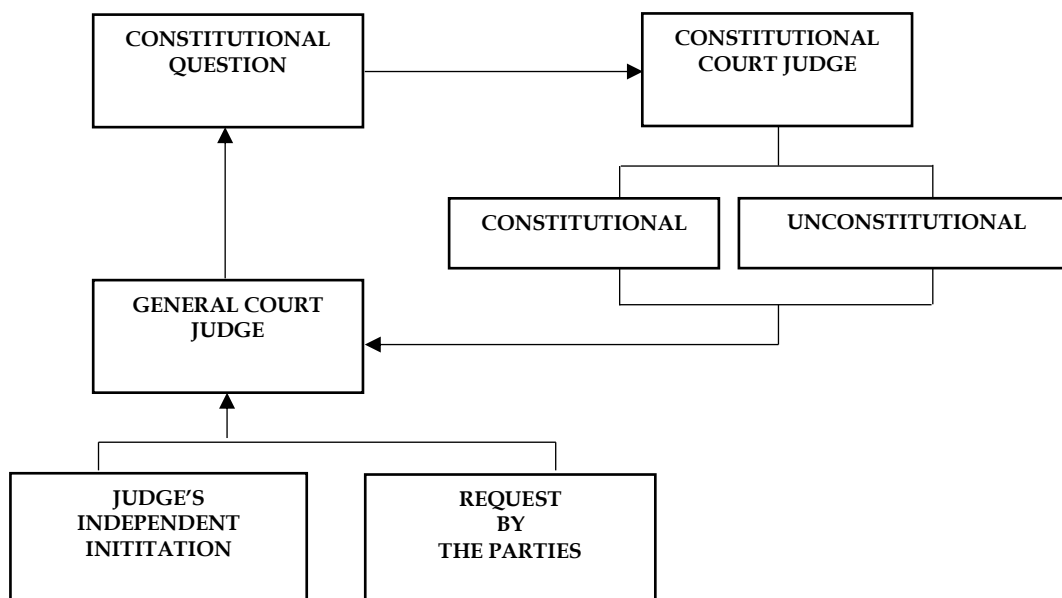 CONSTITUTIONAL
QUESTION
CONSTITUTIONAL
COURT JUDGE
CONSTITUTIONAL
UNCONSTITUTIONAL
GENERAL COURT
JUDGE
JUDGE’S
INDEPENDENT
INITITATION
REQUEST
BY
THE PARTIES